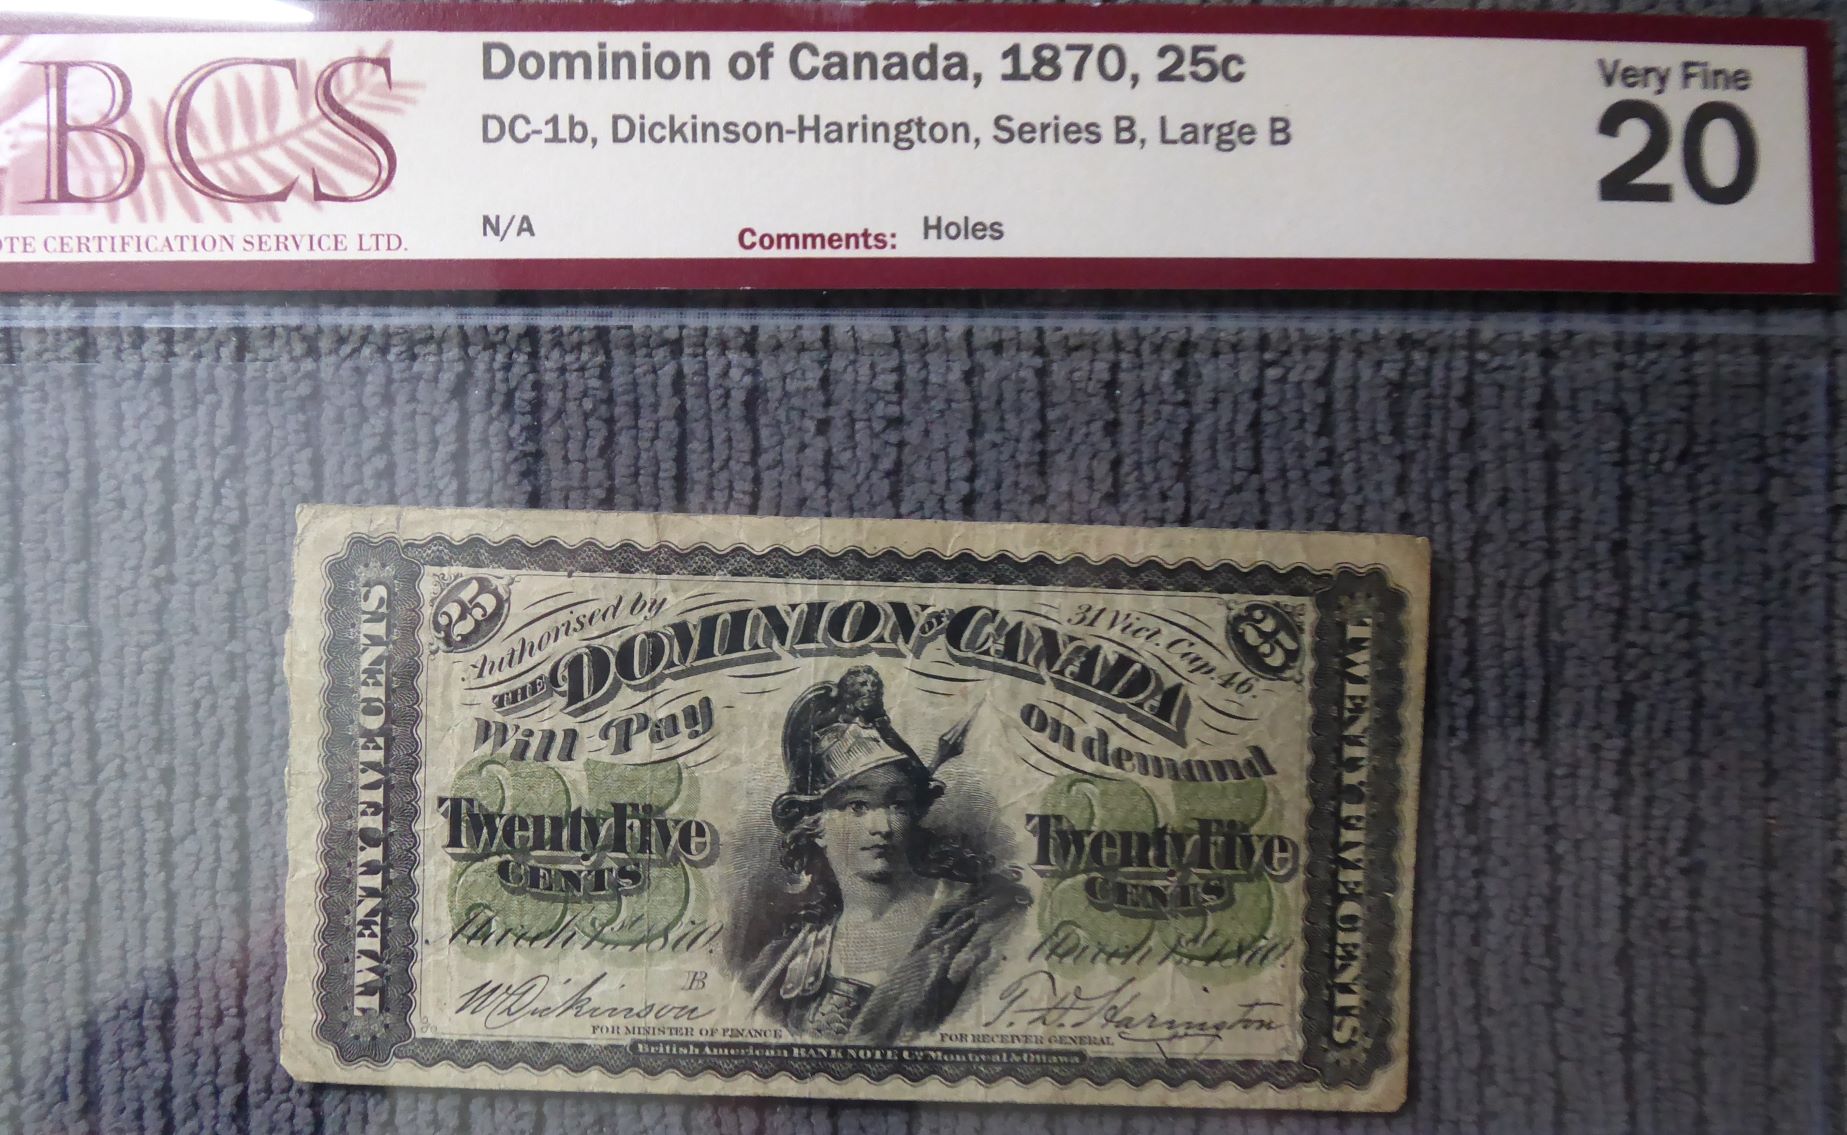 BCS
OTE CERTIFICATION SERVICE LTD.
Dominion of Canada, 1870, 25c
DC-1b, Dickinson-Harington, Series B, Large B
N/A
Comments: Holes
Very Fine
20
25
25
Authorised by
31 Vict. Cap. 46.
THE DOMINION OF CANADA
Will Pay
on demand
Twenty Five
CENTS
Twenty Five
CENTS
March 1st 1870.
March 1st 1870.
B
W Dickinson
T. D. Harington
FOR MINISTER OF FINANCE
FOR RECEIVER GENERAL
British American BANK NOTE Co Montreal & Ottawa
TWENTY FIVE CENTS
TWENTY FIVE CENTS